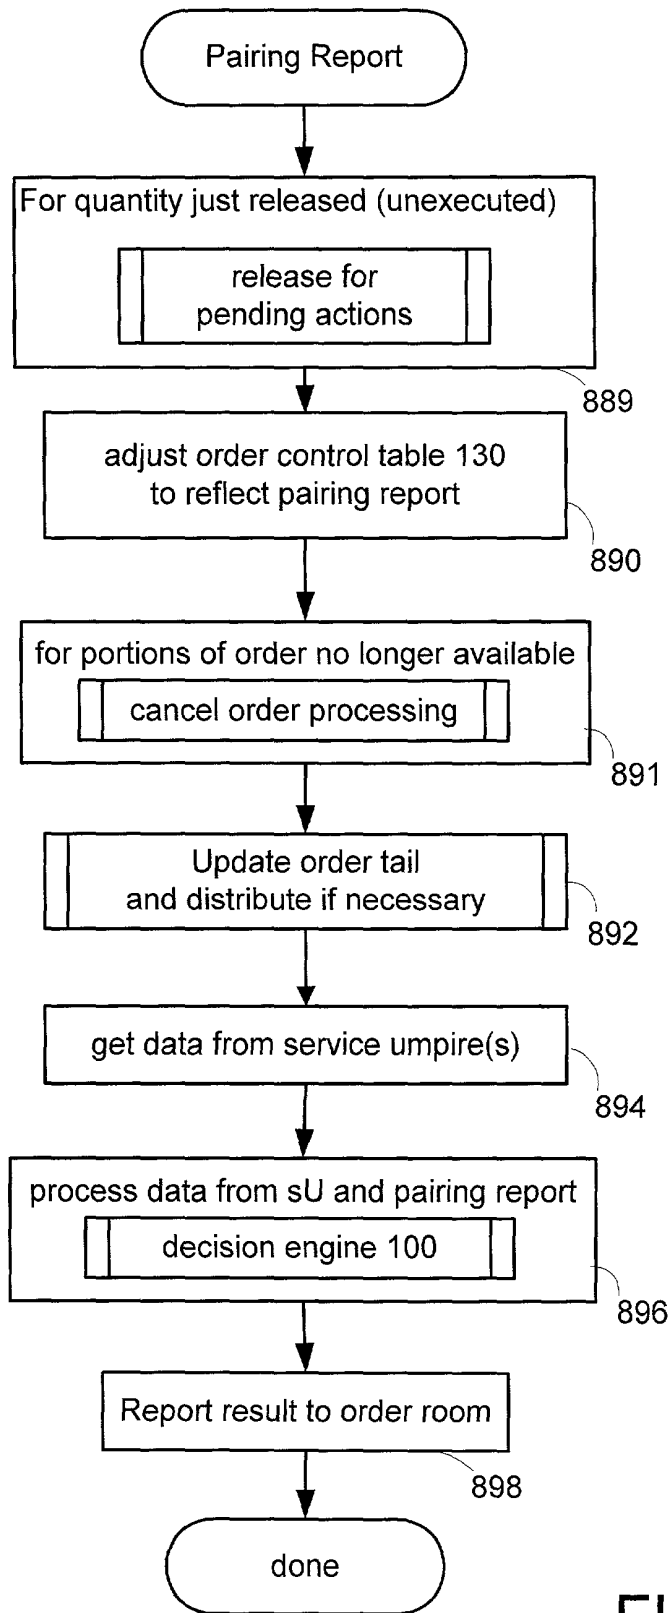 Pairing Report
For quantity just released (unexecuted)
release for
pending actions
889
adjust order control table 130
to reflect pairing report
890
for portions of order no longer available
cancel order processing
891
Update order tail
and distribute if necessary
892
get data from service umpire(s)
894
process data from sU and pairing report
decision engine 100
896
Report result to order room
898
done